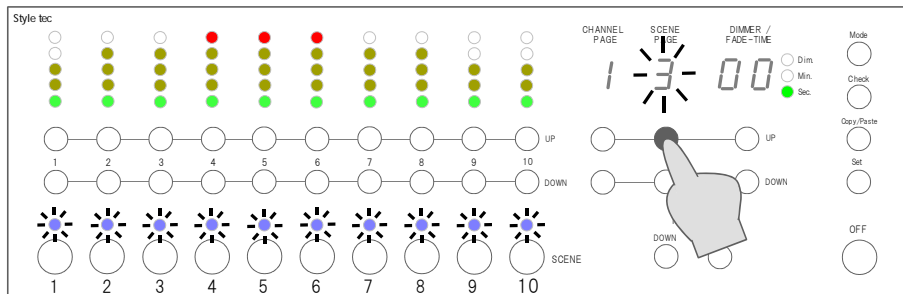 Style tec
CHANNEL PAGE
SCENE PAGE
DIMMER / FADE-TIME
1 3 00
Dim.
Min.
Sec.
Mode
Check
Copy/Paste
Set
OFF
UP
1 2 3 4 5 6 7 8 9 10
DOWN
UP
DOWN
DOWN
SCENE
1 2 3 4 5 6 7 8 9 10